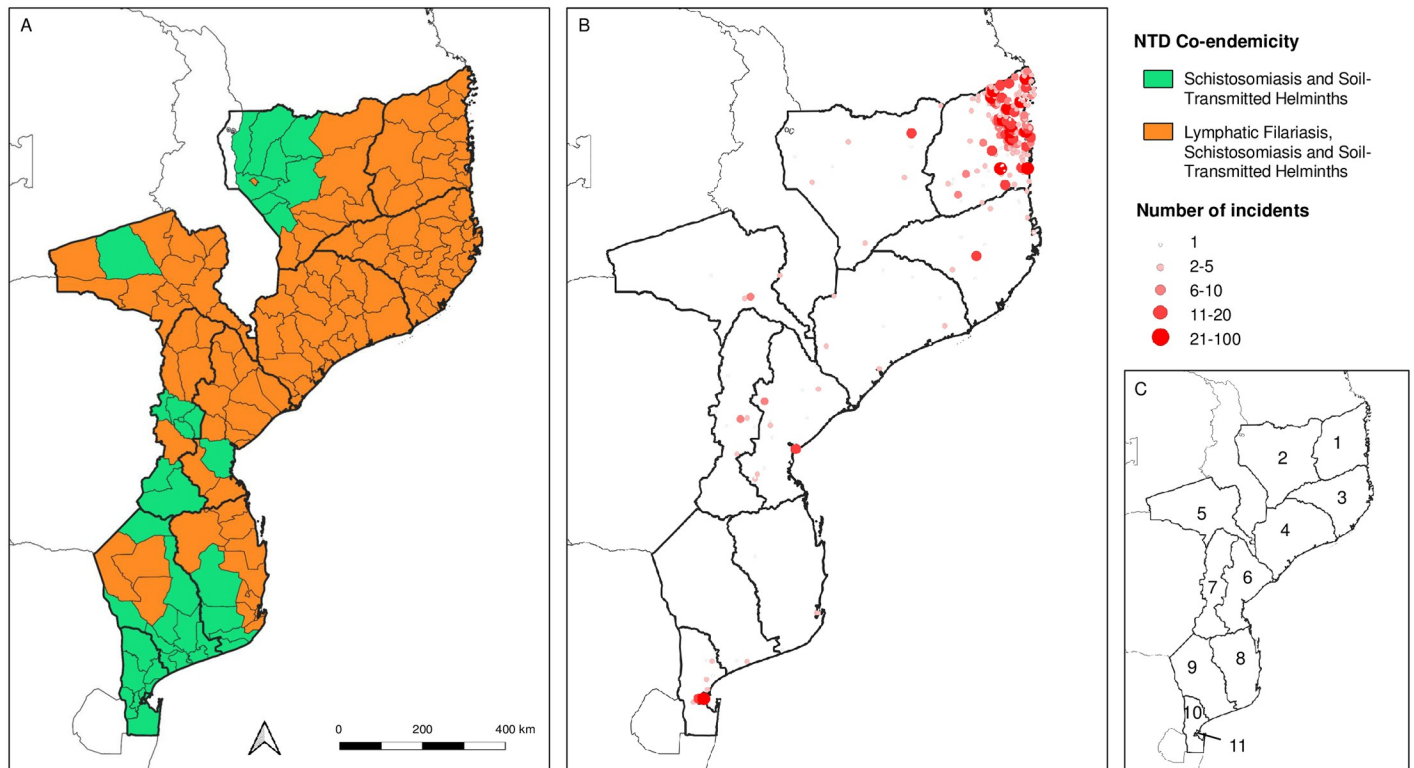 A
B
NTD Co-endemicity
Schistosomiasis and Soil-
Transmitted Helminths
Lymphatic Filariasis,
Schistosomiasis and Soil-
Transmitted Helminths
Number of incidents
1
2-5
6-10
11-20
21-100
0 200 400 km
C
1
2
3
4
5
6
7
8
9
10
11